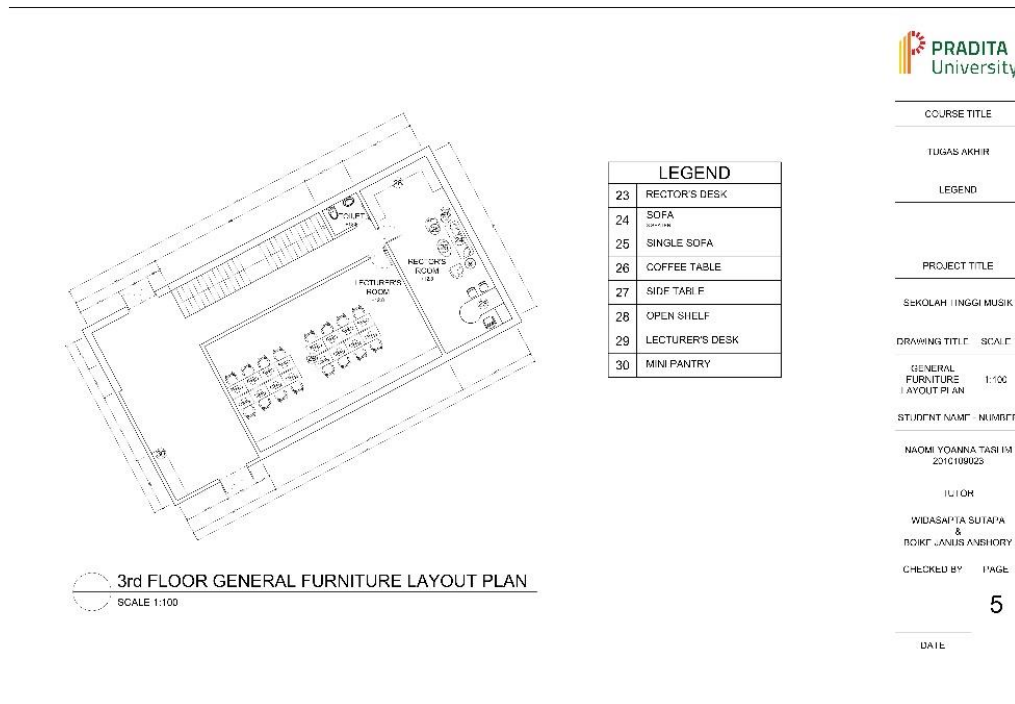 PRADITA
University
COURSE TITLE
TUGAS AKHIR
LEGEND
PROJECT TITLE
SEKOLAH TINGGI MUSIK
DRAWING TITLE SCALE
GENERAL
FURNITURE 1:100
LAYOUT PLAN
STUDENT NAME - NUMBER
NAOMI YOANNA TASLIM
TUTOR
WIDASAPTA SUTAPA
&
BOIKE JANUS ANSHORY
CHECKED BY PAGE
5
DATE
LEGEND
23 RECTOR'S DESK
24 SOFA
25 SINGLE SOFA
26 COFFEE TABLE
27 SIDE TABLE
28 OPEN SHELF
29 LECTURER'S DESK
30 MINI PANTRY
TOILET
RECTOR'S
ROOM
LECTURER'S
ROOM
3rd FLOOR GENERAL FURNITURE LAYOUT PLAN
SCALE 1:100